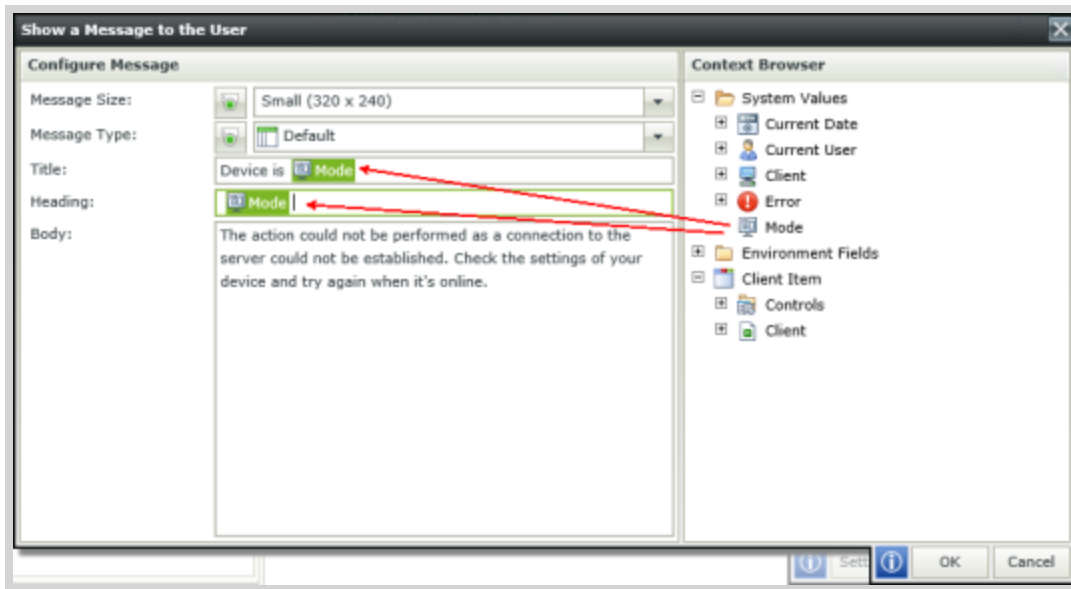 Show a Message to the User
Configure Message
Message Size:
Small (320 x 240)
Message Type:
Default
Title:
Device is Mode
Heading:
Mode
Body:
The action could not be performed as a connection to the
server could not be established. Check the settings of your
device and try again when it's online.
Context Browser
System Values
Current Date
Current User
Client
Error
Mode
Environment Fields
Client Item
Controls
Client
Sett
OK
Cancel